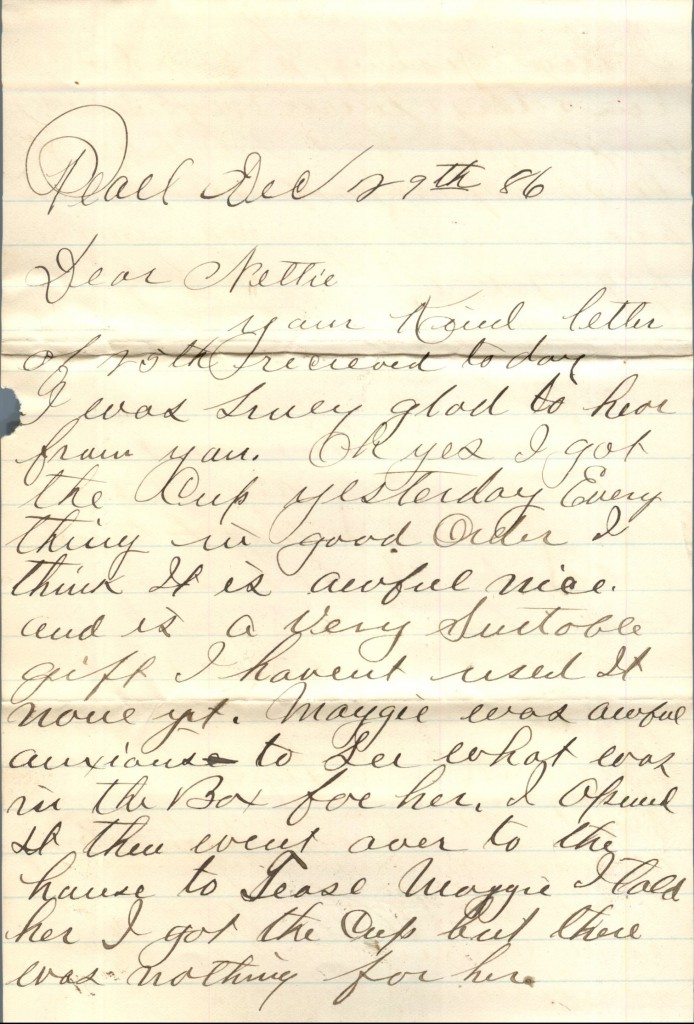 Pearl Dec 29th 86
Dear Nettie
your Kind letter
of 25th recieved to day
I was Surley glad to hear
from you. Oh yes I got
the Cup yesterday Every
thing in good Order I
think It is awful nice.
and is a Very Suitable
gift I havent used It
none yet. Maggie was awful
anxious to See what was
in the Box for her. I Opened
It then went over to the
house to Tease Maggie I told
her I got the Cup but there
was nothing for her